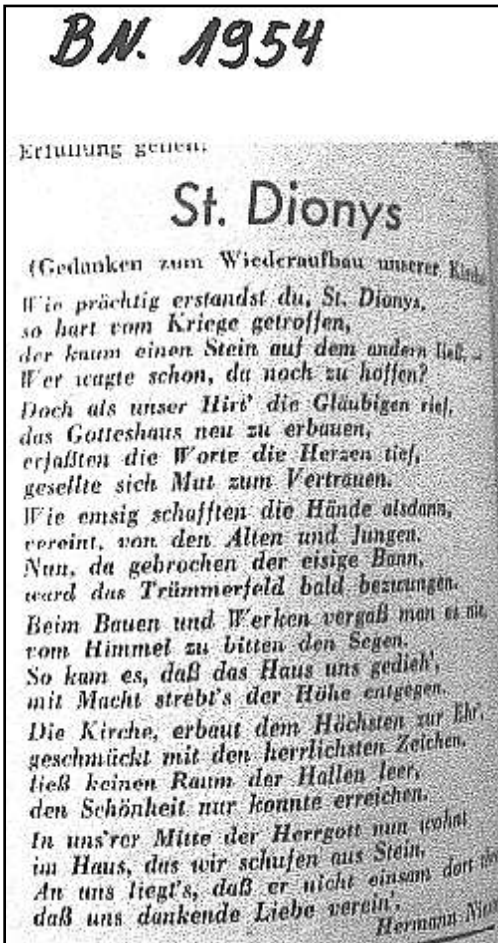 BN. 1954
Erfüllung gehen.
St. Dionys
(Gedanken zum Wiederaufbau unserer
Wie prächtig erstandst du, St. Dionys,
so hart vom Kriege getroffen,
der kaum einen Stein auf dem andern ließ. –
Wer wagte schon, da noch zu hoffen?
Doch als unser Hirt' die Gläubigen rief,
das Gotteshaus neu zu erbauen,
erfaßten die Worte die Herzen tief,
gesellte sich Mut zum Vertrauen.
Wie emsig schafften die Hände alsdann,
vereint, von den Alten und Jungen.
Nun, da gebrochen der eisige Bann,
ward das Trümmerfeld bald bezwungen.
Beim Bauen und Werken vergaß man es nie,
vom Himmel zu bitten den Segen.
So kam es, daß das Haus uns gedieh',
mit Macht strebt's der Höhe entgegen.
Die Kirche, erbaut dem Höchsten zur Ehr',
geschmückt mit den herrlichsten Zeichen,
ließ keinen Raum der Hallen leer,
den Schönheit nur konnte erreichen.
In uns'rer Mitte der Herrgott nun wohnt
im Haus, das wir schufen aus Stein.
An uns liegt's, daß er nicht einsam dort
daß uns dankende Liebe verein'.
Hermann